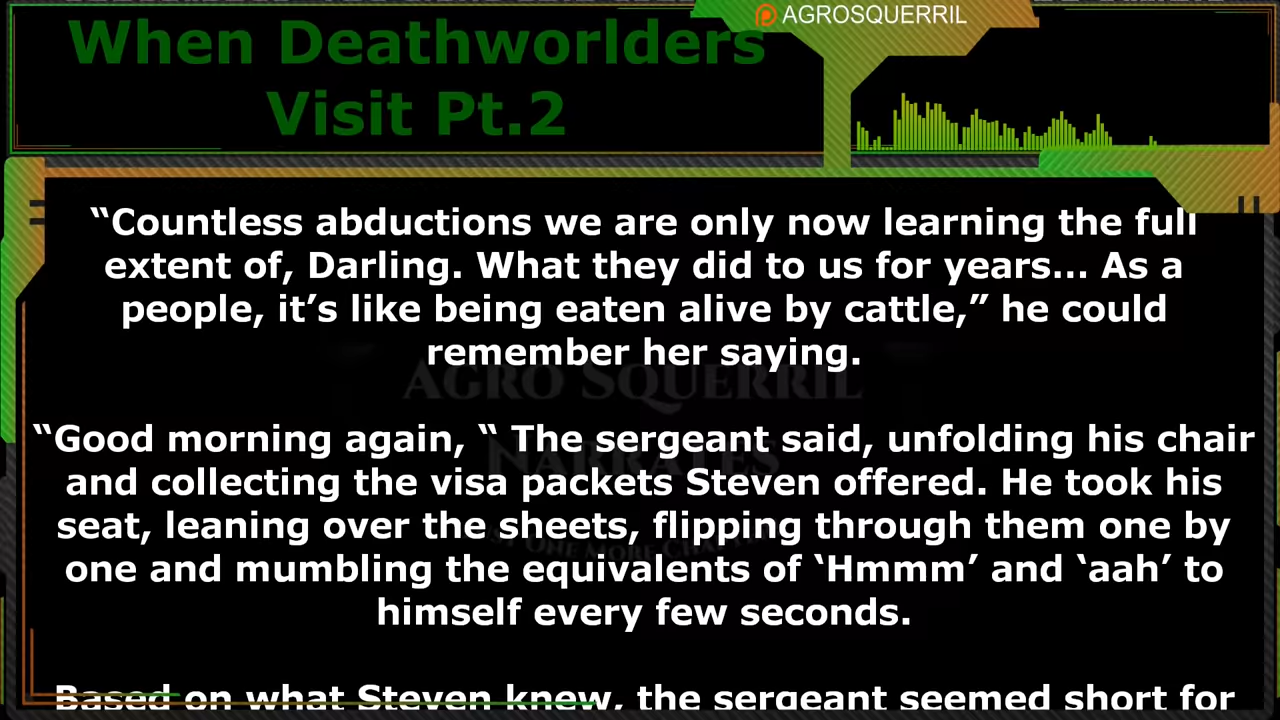 AGROSQUERRIL
When Deathworlders
Visit Pt.2
“Countless abductions we are only now learning the full
extent of, Darling. What they did to us for years... As a
people, it’s like being eaten alive by cattle,” he could
remember her saying.
AGRO SQUERRIL
NARRATES
“Good morning again, “ The sergeant said, unfolding his chair
and collecting the visa packets Steven offered. He took his
seat, leaning over the sheets, flipping through them one by
one and mumbling the equivalents of ‘Hmmm’ and ‘aah’ to
himself every few seconds.
Based on what Steven knew, the sergeant seemed short for